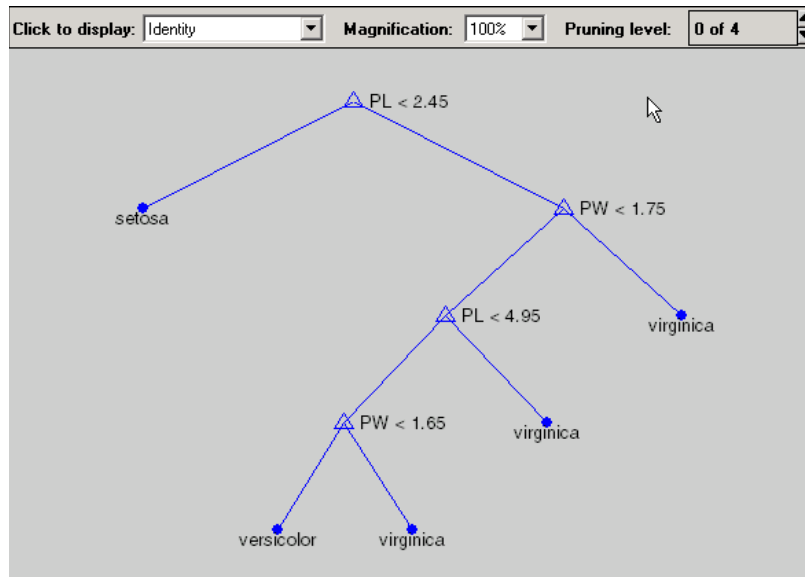 Click to display: Identity Magnification: 100% Pruning level: 0 of 4
PL < 2.45
setosa
PW < 1.75
PL < 4.95
virginica
PW < 1.65
virginica
versicolor virginica